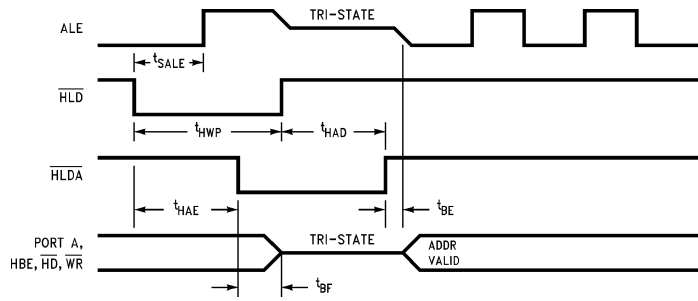 ALE
TRI-STATE
tSALE
HLD
tHWP
tHAD
HLDA
tHAE
tBE
PORT A,
HBE, HD, WR
TRI-STATE
ADDR
VALID
tBF